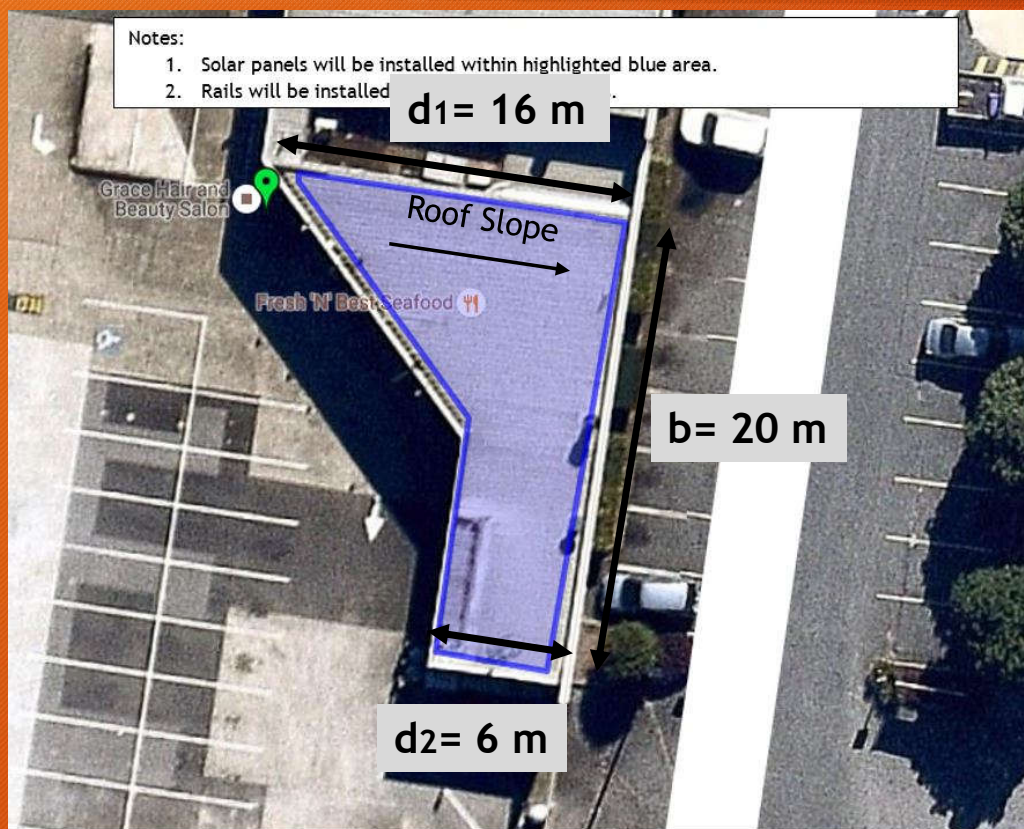 Notes:
1. Solar panels will be installed within highlighted blue area.
2. Rails will be installed
d1= 16 m
Grace Hair and
Beauty Salon
Roof Slope
Fresh 'N' Best Seafood
b= 20 m
d2= 6 m